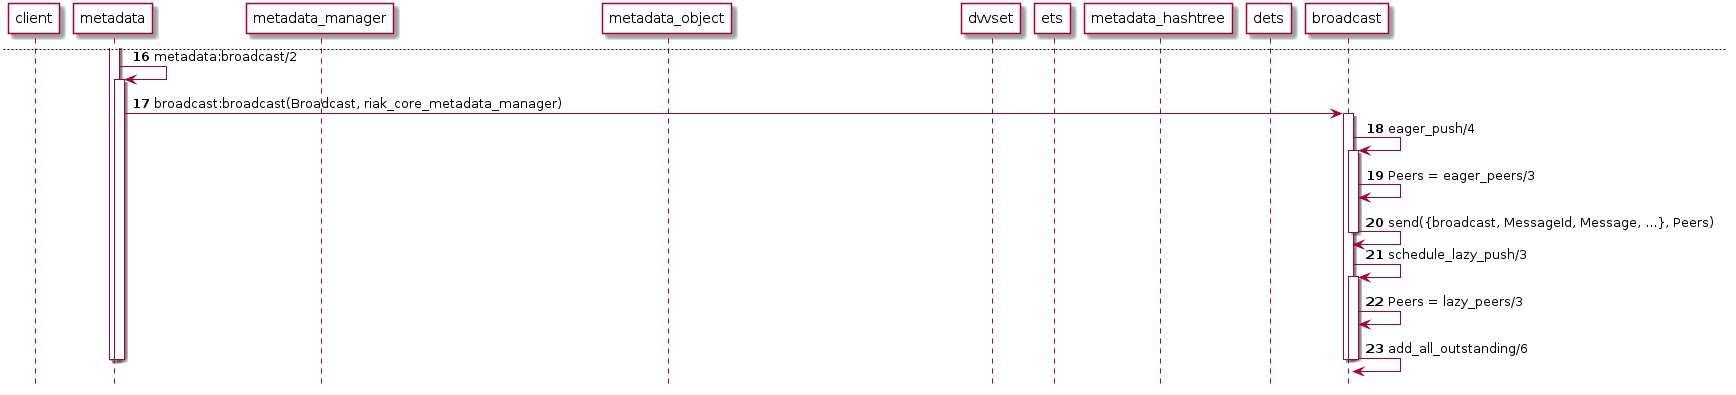 client metadata metadata_manager metadata_object dvvset ets metadata_hashtree dets broadcast
16 metadata:broadcast/2
17 broadcast:broadcast(Broadcast, riak_core_metadata_manager)
18 eager_push/4
19 Peers = eager_peers/3
20 send({broadcast, MessageId, Message, ...}, Peers)
21 schedule_lazy_push/3
22 Peers = lazy_peers/3
23 add_all_outstanding/6